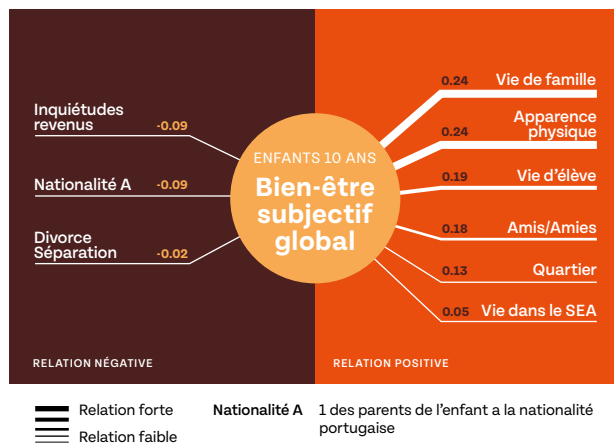 Inquiétudes
revenus -0.09
Nationalité A -0.09
Divorce
Séparation -0.02
ENFANTS 10 ANS
Bien-être
subjectif
global
0.24 Vie de famille
Apparence
0.24 physique
0.19 Vie d'élève
0.18 Amis/Amies
0.13 Quartier
0.05 Vie dans le SEA
RELATION NÉGATIVE
RELATION POSITIVE
Relation forte
Relation faible
Nationalité A 1 des parents de l'enfant a la nationalité
portugaise